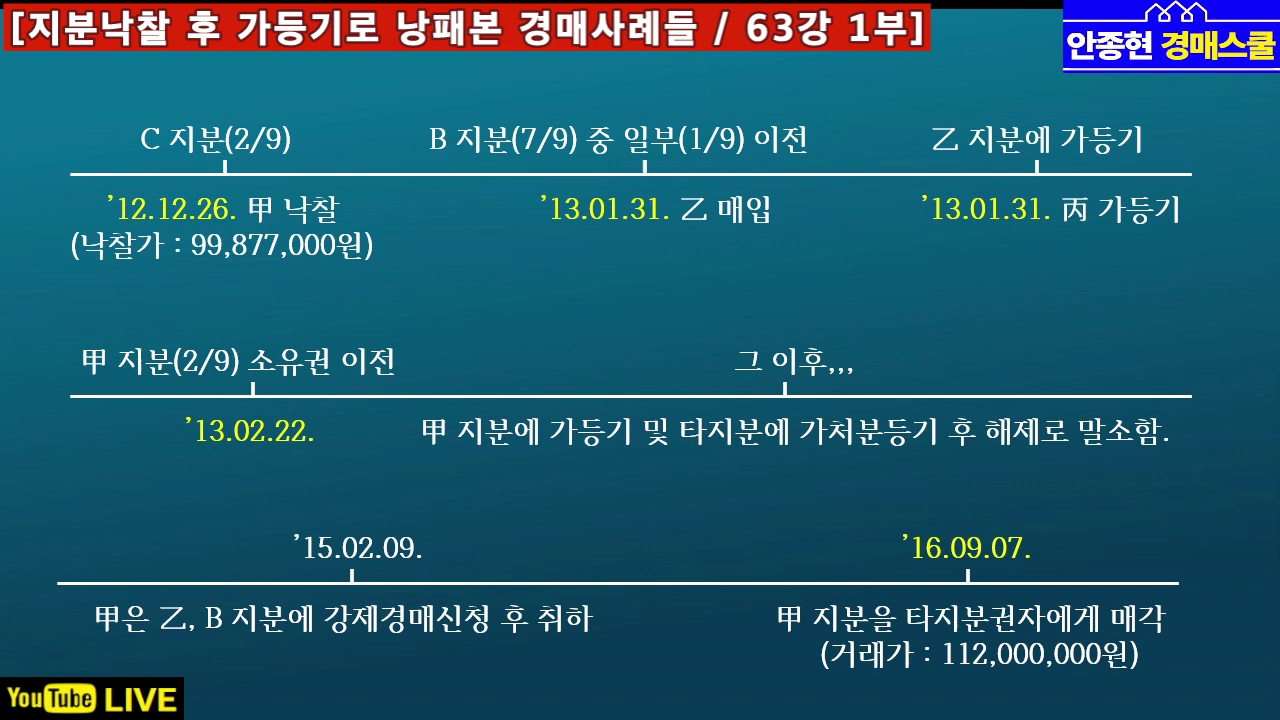 [지분낙찰 후 가등기로 낭패본 경매사례들 / 63강 1부]
안종현 경매스쿨
C 지분(2/9)
B 지분(7/9) 중 일부(1/9) 이전
乙 지분에 가등기
’12.12.26. 甲 낙찰
(낙찰가 : 99,877,000원)
’13.01.31. 乙 매입
’13.01.31. 丙 가등기
甲 지분(2/9) 소유권 이전
그 이후,,,
’13.02.22.
甲 지분에 가등기 및 타지분에 가처분등기 후 해제로 말소함.
’15.02.09.
’16.09.07.
甲은 乙, B 지분에 강제경매신청 후 취하
甲 지분을 타지분권자에게 매각
(거래가 : 112,000,000원)
YouTube LIVE